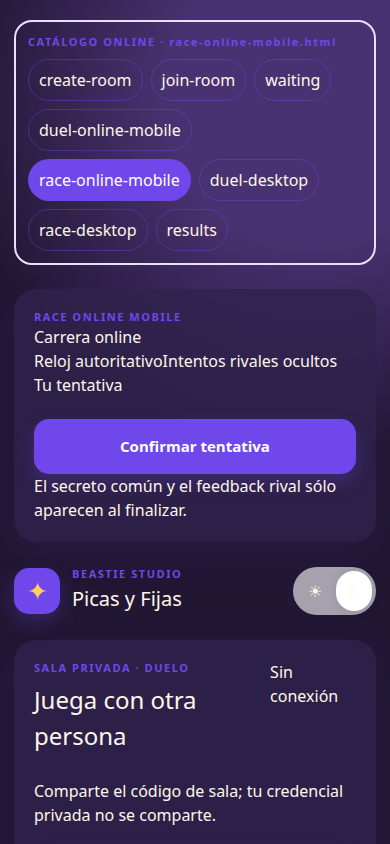 CATÁLOGO ONLINE · race-online-mobile.html
create-room join-room waiting
duel-online-mobile
race-online-mobile duel-desktop
race-desktop results
RACE ONLINE MOBILE
Carrera online
Reloj autoritativoIntentos rivales ocultos
Tu tentativa
Confirmar tentativa
El secreto común y el feedback rival sólo
aparecen al finalizar.
BEASTIE STUDIO
Picas y Fijas
SALA PRIVADA · DUELO
Juega con otra
persona
Sin
conexión
Comparte el código de sala; tu credencial
privada no se comparte.